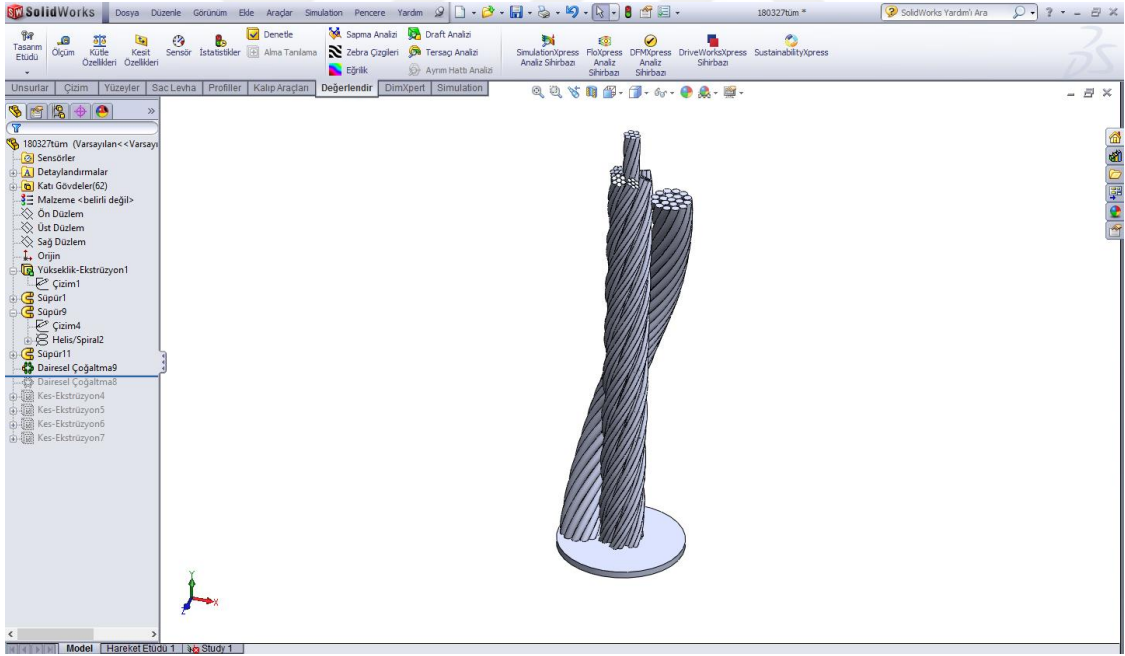 SolidWorks Dosya Düzenle Görünüm Ekle Araçlar Simulation Pencere Yardım 180327tüm * SolidWorks Yardım'ı Ara
Tasarım Etüdü
Ölçüm
Kütle Özellikleri
Kesit Özellikleri
Sensör
İstatistikler
Denetle
Alma Tanılama
Sapma Analizi
Zebra Çizgileri
Eğrilik
Draft Analizi
Tersaçı Analizi
Ayrım Hattı Analizi
SimulationXpress Analiz Sihirbazı
FloXpress Analiz Sihirbazı
DFMXpress Analiz Sihirbazı
DriveWorksXpress Sihirbazı
SustainabilityXpress
Unsurlar Çizim Yüzeyler Sac Levha Profiller Kalıp Araçları Değerlendir DimXpert Simulation
180327tüm (Varsayılan<<Varsayı
Sensörler
Detaylandırmalar
Katı Gövdeler(62)
Malzeme <belirli değil>
Ön Düzlem
Üst Düzlem
Sağ Düzlem
Orijin
Yükseklik-Ekstrüzyon1
Çizim1
Süpür1
Süpür9
Çizim4
Helis/Spiral2
Süpür11
Dairesel Çoğaltma9
Dairesel Çoğaltma8
Kes-Ekstrüzyon4
Kes-Ekstrüzyon5
Kes-Ekstrüzyon6
Kes-Ekstrüzyon7
Y
X
Z
Model Hareket Etüdü 1 Study 1